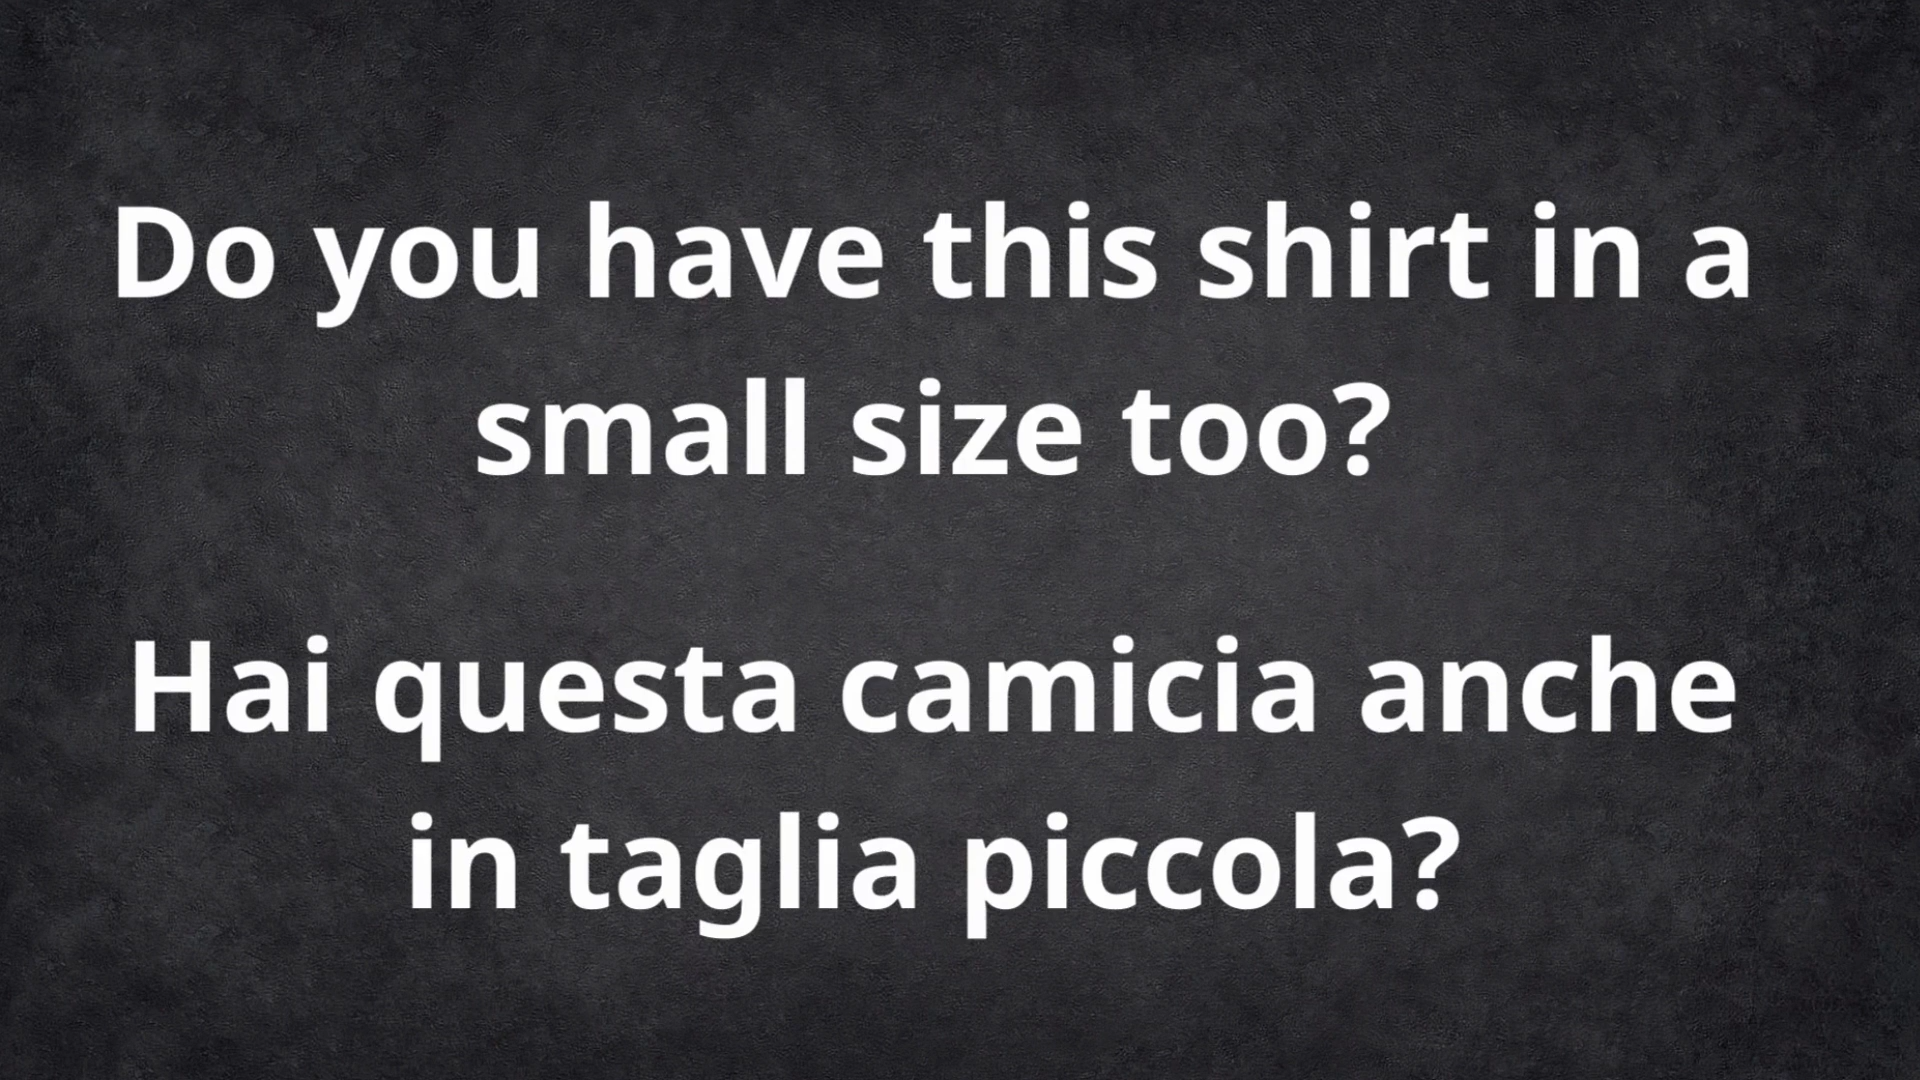 Do you have this shirt in a
small size too?
Hai questa camicia anche
in taglia piccola?